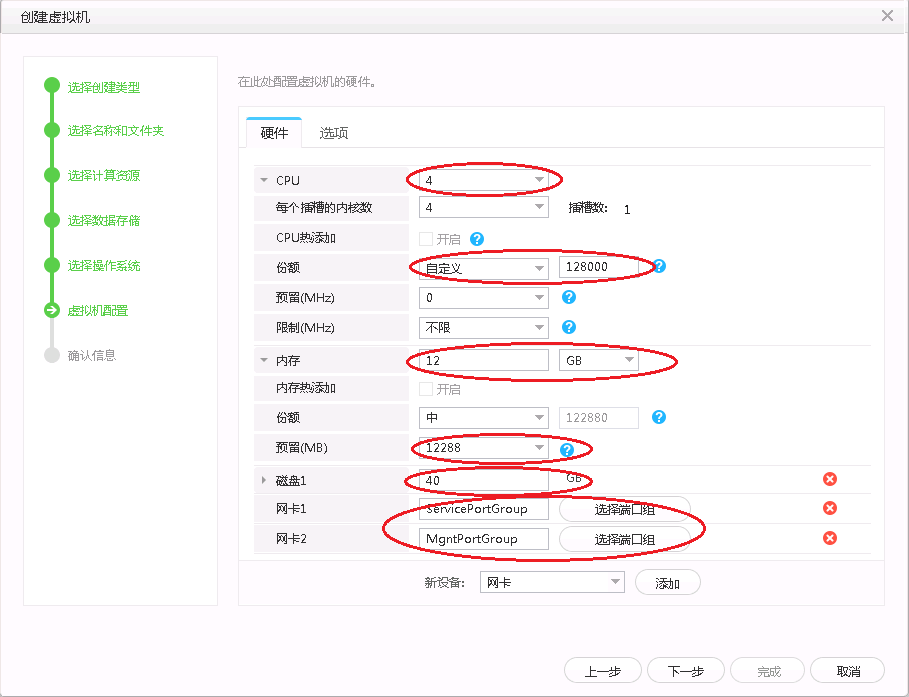 创建虚拟机
选择创建类型
选择名称和文件夹
选择计算资源
选择数据存储
选择操作系统
虚拟机配置
确认信息
在此处配置虚拟机的硬件。
硬件 选项
CPU 4
每个插槽的内核数 4 插槽数: 1
CPU热添加 开启 ?
份额 自定义 128000 ?
预留(MHz) 0 ?
限制(MHz) 不限 ?
内存 12 GB
内存热添加 开启
份额 中 122880 ?
预留(MB) 12288 ?
磁盘1 40 GB
网卡1 ServicePortGroup 选择端口组
网卡2 MgntPortGroup 选择端口组
新设备: 网卡 添加
上一步 下一步 完成 取消